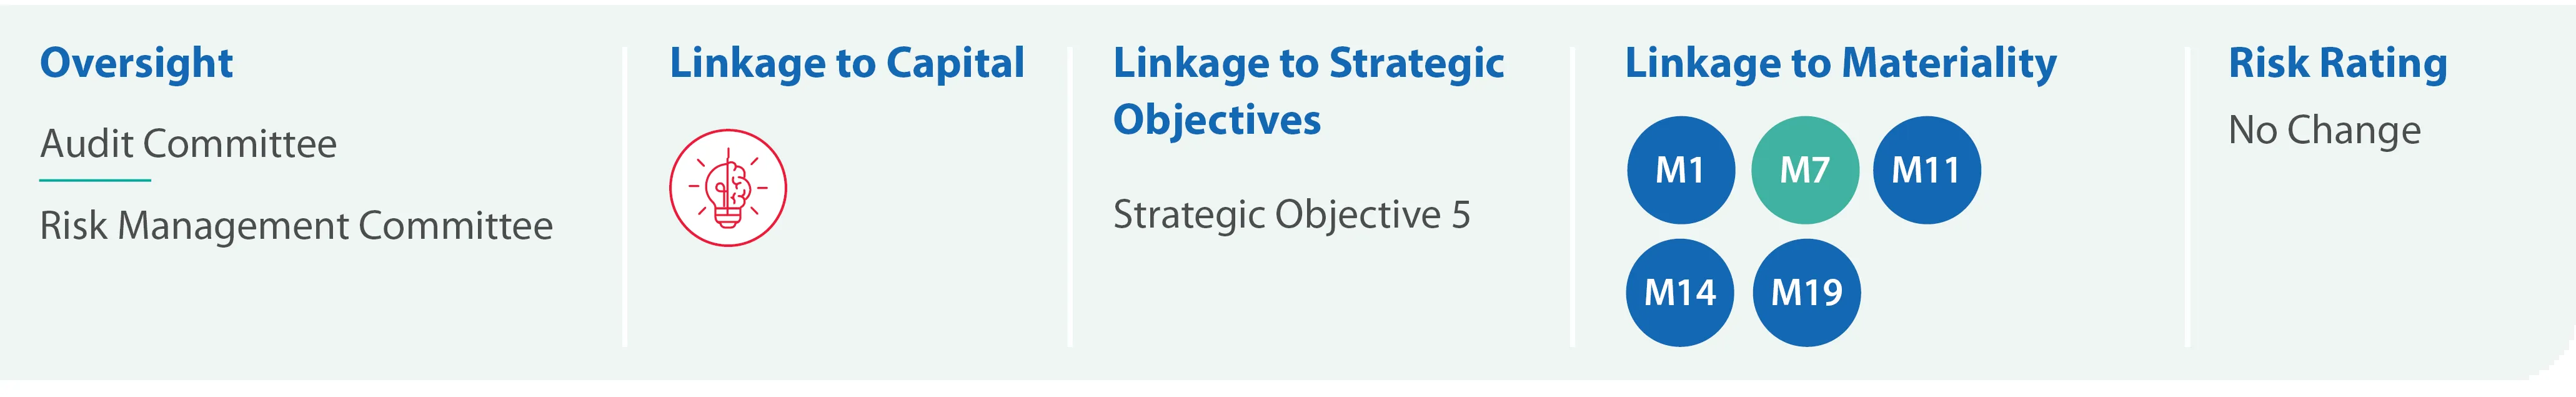 Oversight
Audit Committee
Risk Management Committee
Linkage to Capital
Linkage to Strategic
Objectives
Strategic Objective 5
Linkage to Materiality
M1 M7 M11
M14 M19
Risk Rating
No Change